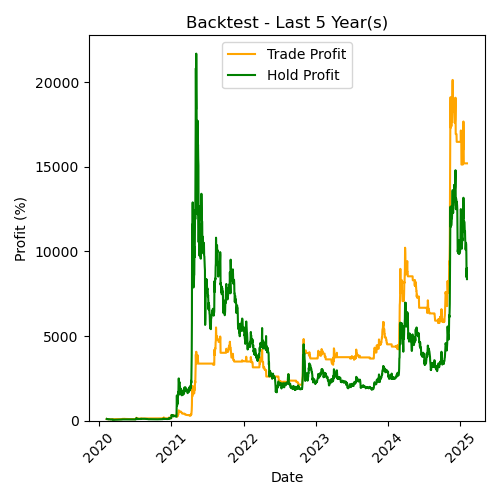 Backtest - Last 5 Year(s)
Trade Profit
Hold Profit
Profit (%)
20000
15000
10000
5000
0
2020
2021
2022
2023
2024
2025
Date